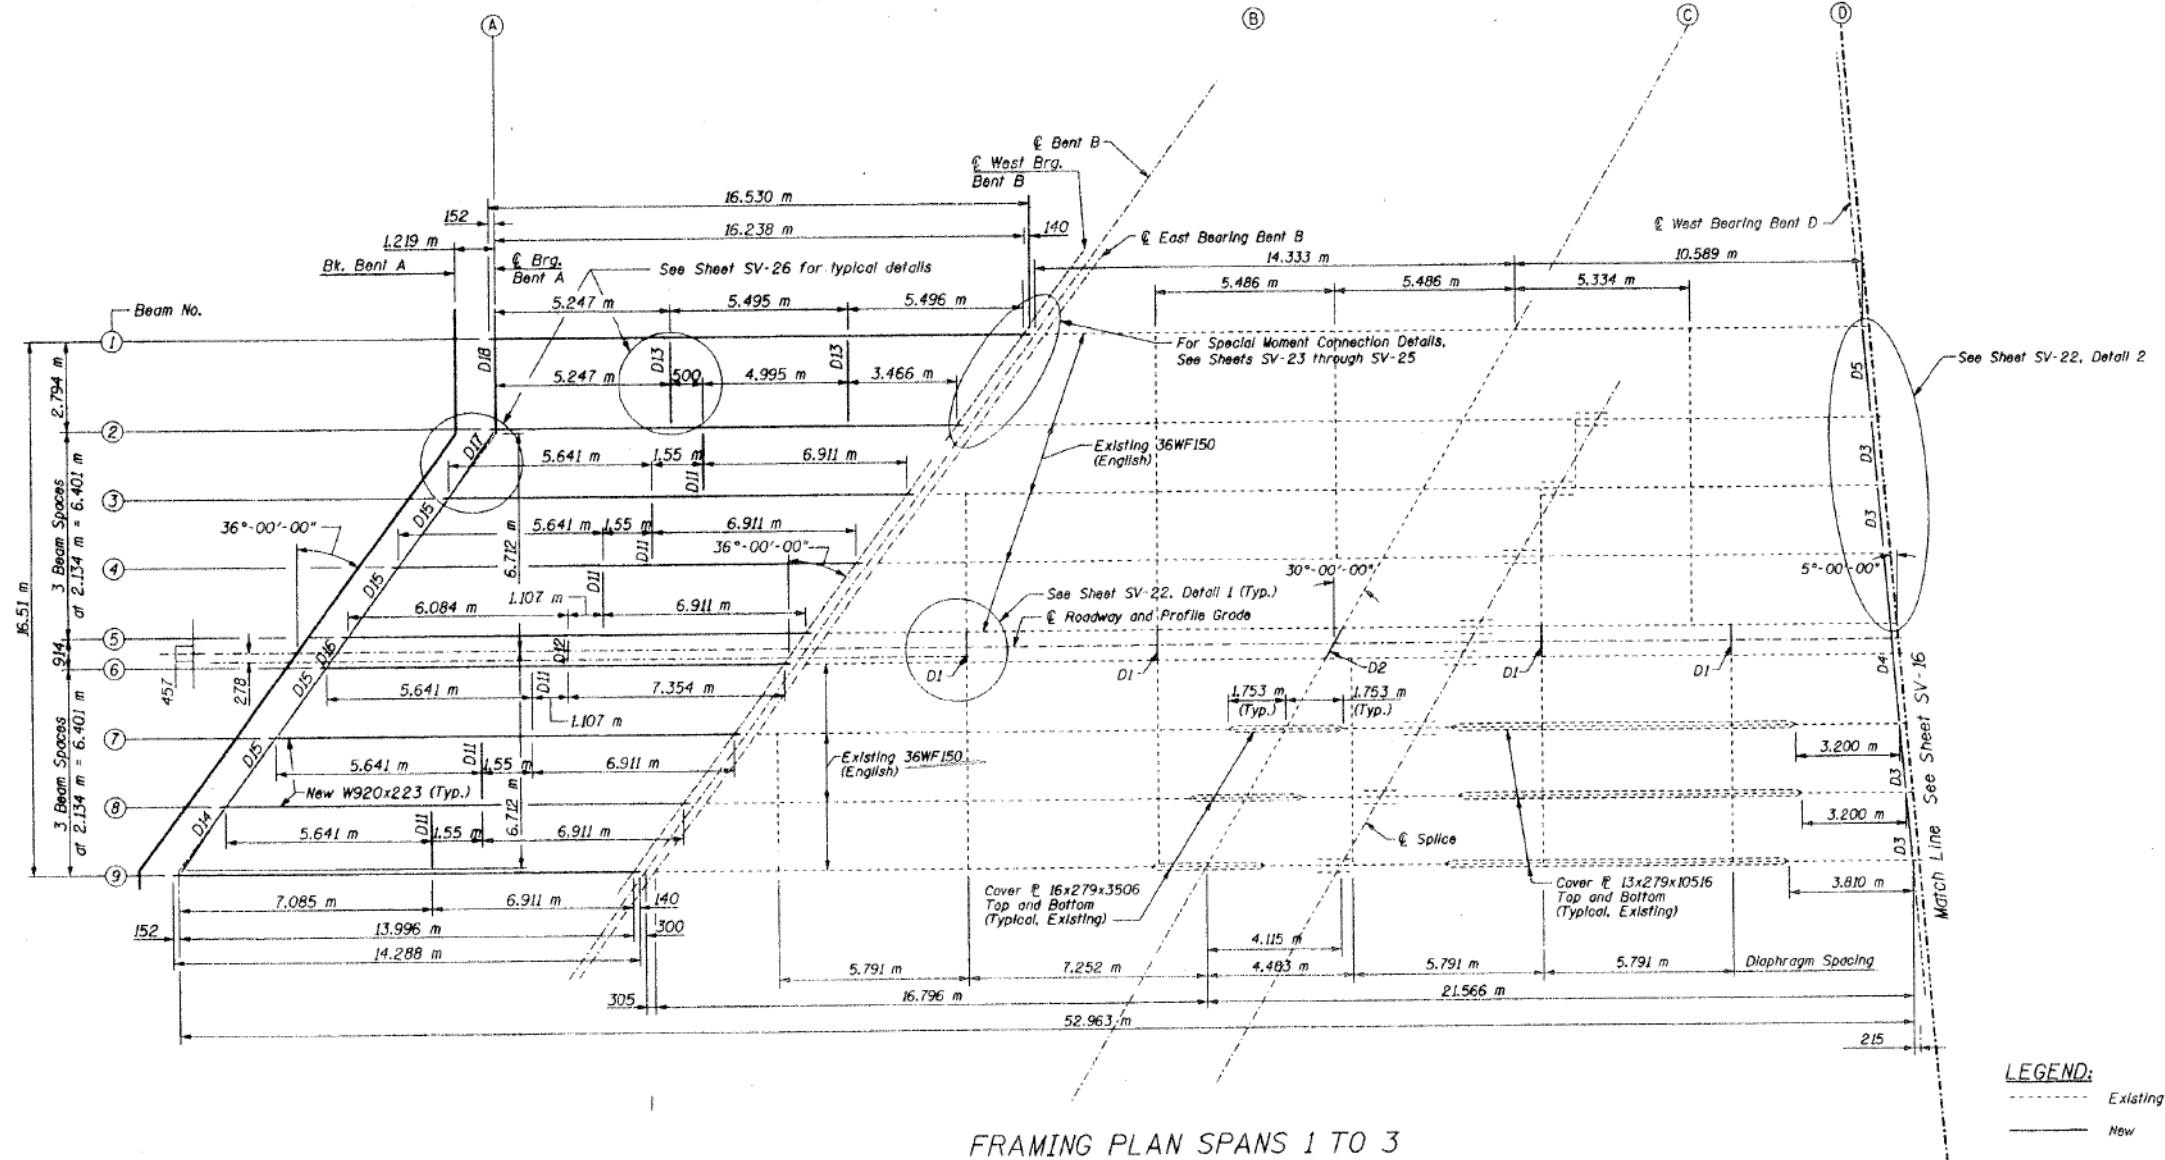 A
B
C
D
℄ Bent B
℄ West Brg.
Bent B
16.530 m
152
16.238 m
140
℄ West Bearing Bent D
1.219 m
℄ East Bearing Bent B
Bk. Bent A
℄ Brg.
Bent A
See Sheet SV-26 for typical details
14.333 m
10.589 m
5.486 m
5.486 m
5.334 m
5.247 m
5.495 m
5.496 m
Beam No.
1
D18
D13
D13
For Special Moment Connection Details,
See Sheets SV-23 through SV-25
D5
See Sheet SV-22, Detail 2
5.247 m
500
4.995 m
3.466 m
2.794 m
2
D17
Existing 36WF150
(English)
D3
5.641 m
1.55 m
6.911 m
D11
3
D15
D3
36°-00'-00"
5.641 m
1.55 m
6.911 m
D11
36°-00'-00"
6.712 m
3 Beam Spaces
at 2.134 m = 6.401 m
4
D15
D11
30°-00'-00"
5°-00'-00"
16.51 m
1.107 m
6.084 m
6.911 m
See Sheet SV-22, Detail 1 (Typ.)
℄ Roadway and Profile Grade
5
914
D16
D12
6
457
278
D15
D11
D1
D1
D2
D1
D1
D4
5.641 m
7.354 m
1.107 m
1.753 m
(Typ.)
1.753 m
(Typ.)
7
D15
D11
5.641 m
1.55 m
6.911 m
Existing 36WF150
(English)
3.200 m
New W920x223 (Typ.)
D3
3 Beam Spaces
at 2.134 m = 6.401 m
8
D14
D11
6.712 m
5.641 m
1.55 m
6.911 m
℄ Splice
3.200 m
D3
9
Match Line See Sheet SV-16
7.085 m
6.911 m
140
Cover ℙ 16x279x3506
Top and Bottom
(Typical, Existing)
Cover ℙ 13x279x10516
Top and Bottom
(Typical, Existing)
3.810 m
152
13.996 m
300
14.288 m
4.115 m
5.791 m
7.252 m
4.483 m
5.791 m
5.791 m
Diaphragm Spacing
305
16.796 m
21.566 m
52.963 m
215
LEGEND:
Existing
New
FRAMING PLAN SPANS 1 TO 3